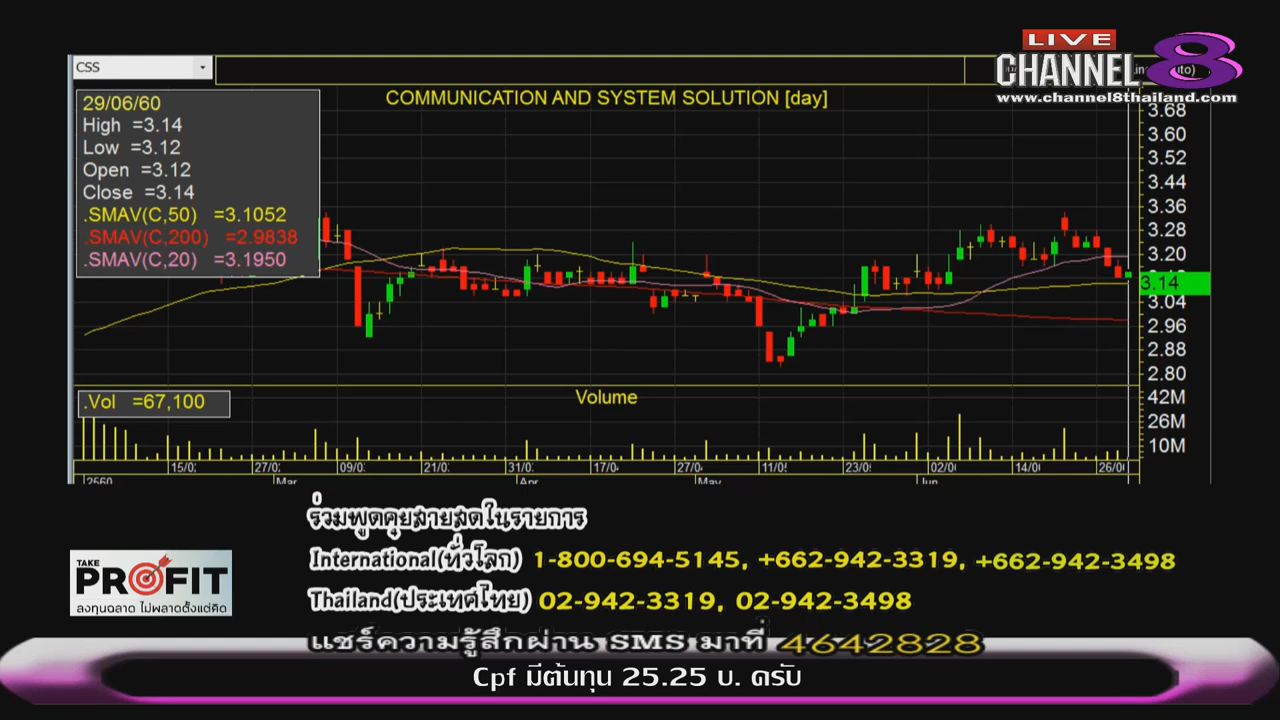 LIVE
CHANNEL 8
www.channel8thailand.com
CSS
COMMUNICATION AND SYSTEM SOLUTION [day]
29/06/60
High =3.14
Low =3.12
Open =3.12
Close =3.14
.SMAV(C,50) =3.1052
.SMAV(C,200) =2.9838
.SMAV(C,20) =3.1950
3.68
3.60
3.52
3.44
3.36
3.28
3.20
3.14
3.04
2.96
2.88
2.80
.Vol =67,100
Volume
42M
26M
10M
15/0 27/0 09/0 21/0 31/0 17/0 27/0 11/0 23/0 02/0 14/0 26/0
2560 Mar Apr May Jun
ร่วมพูดคุยสายสดในรายการ
International(ทั่วโลก) 1-800-694-5145, +662-942-3319, +662-942-3498
Thailand(ประเทศไทย) 02-942-3319, 02-942-3498
TAKE
PROFIT
ลงทุนฉลาด ไม่พลาดตั้งแต่คิด
แชร์ความรู้สึกผ่าน SMS มาที่ 4642828
Cpf มีต้นทุน 25.25 บ. ครับ